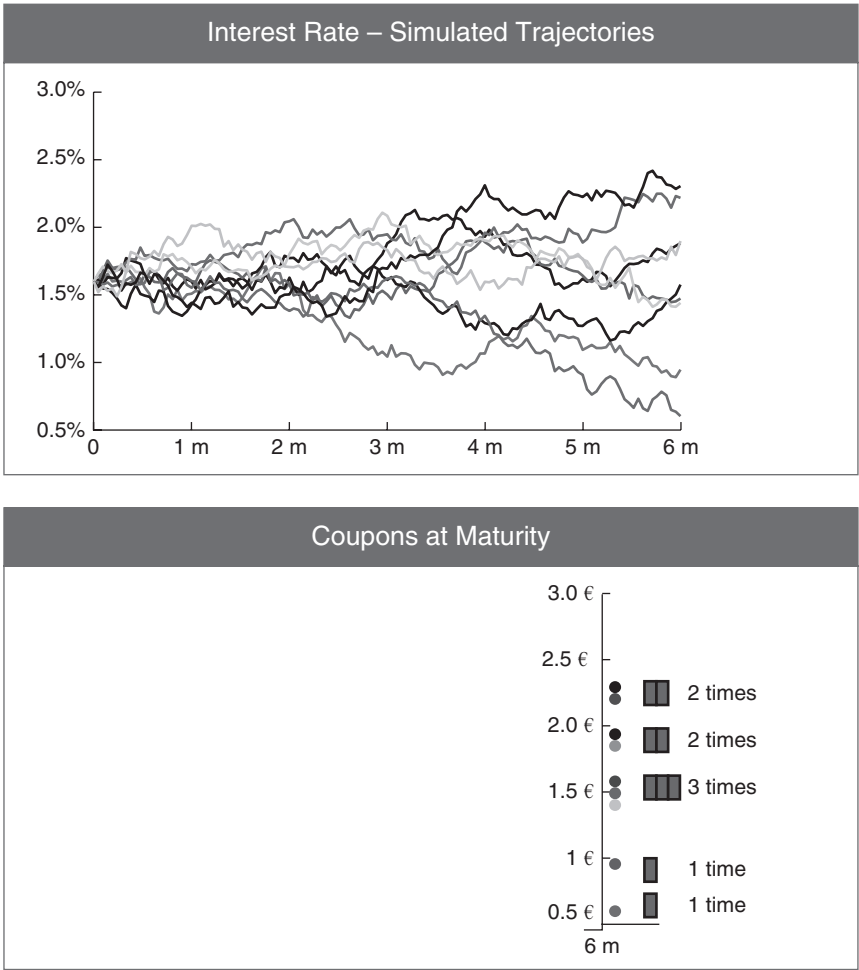 Interest Rate – Simulated Trajectories
3.0%
2.5%
2.0%
1.5%
1.0%
0.5%
0 1 m 2 m 3 m 4 m 5 m 6 m
Coupons at Maturity
3.0 €
2.5 €
2 times
2.0 €
2 times
1.5 € 3 times
1 € 1 time
0.5 € 1 time
6 m